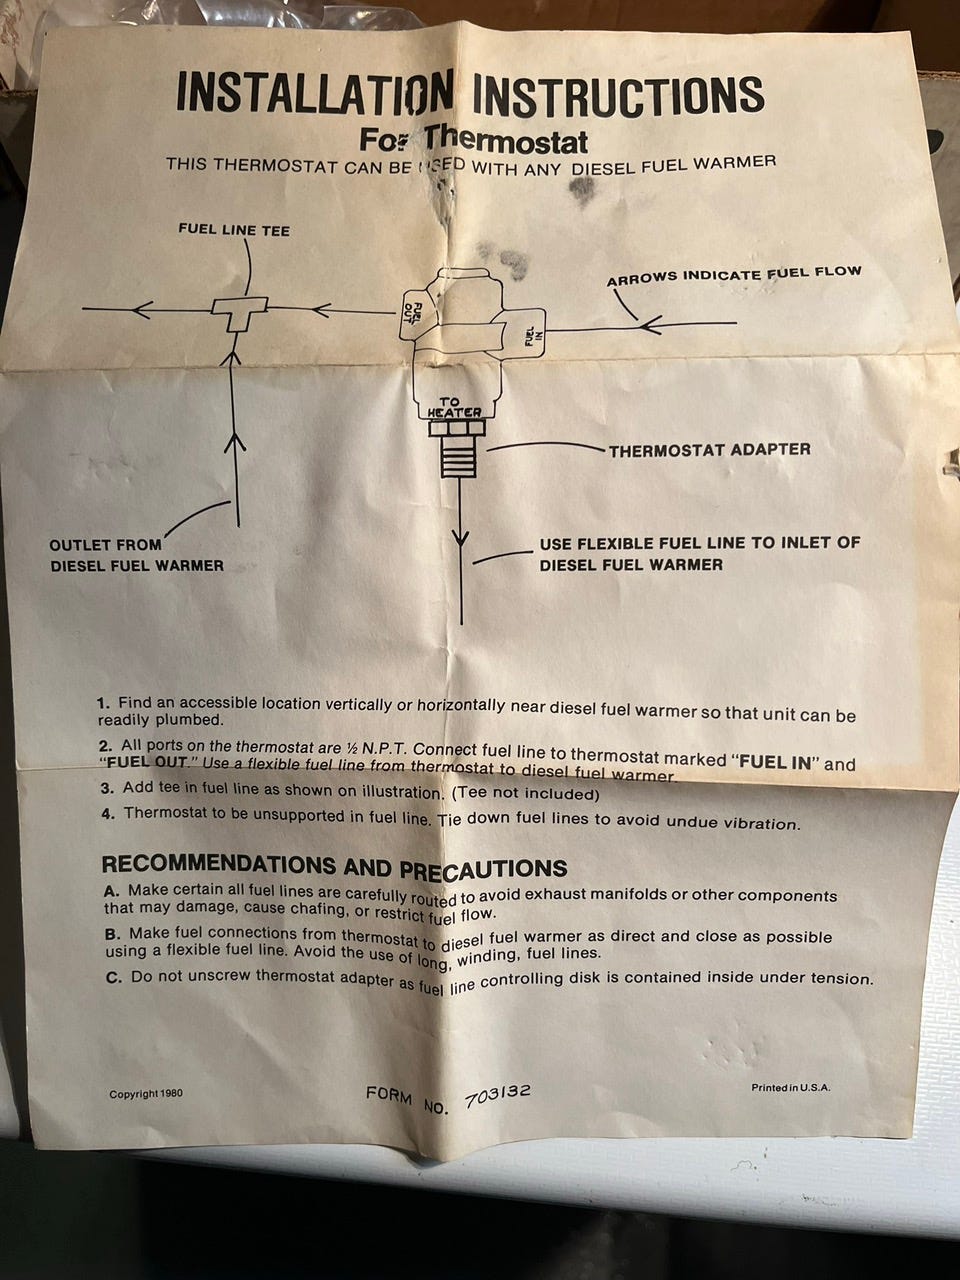 INSTALLATION INSTRUCTIONS
For Thermostat
THIS THERMOSTAT CAN BE USED WITH ANY DIESEL FUEL WARMER
FUEL LINE TEE
ARROWS INDICATE FUEL FLOW
FUEL
OUT
FUEL
IN
TO
HEATER
THERMOSTAT ADAPTER
OUTLET FROM
DIESEL FUEL WARMER
USE FLEXIBLE FUEL LINE TO INLET OF
DIESEL FUEL WARMER
1. Find an accessible location vertically or horizontally near diesel fuel warmer so that unit can be
readily plumbed.
2. All ports on the thermostat are ½ N.P.T. Connect fuel line to thermostat marked “FUEL IN” and
“FUEL OUT.” Use a flexible fuel line from thermostat to diesel fuel warmer.
3. Add tee in fuel line as shown on illustration. (Tee not included)
4. Thermostat to be unsupported in fuel line. Tie down fuel lines to avoid undue vibration.
RECOMMENDATIONS AND PRECAUTIONS
A. Make certain all fuel lines are carefully routed to avoid exhaust manifolds or other components
that may damage, cause chafing, or restrict fuel flow.
B. Make fuel connections from thermostat to diesel fuel warmer as direct and close as possible
using a flexible fuel line. Avoid the use of long, winding, fuel lines.
C. Do not unscrew thermostat adapter as fuel line controlling disk is contained inside under tension.
Copyright 1980
FORM NO. 703132
Printed in U.S.A.